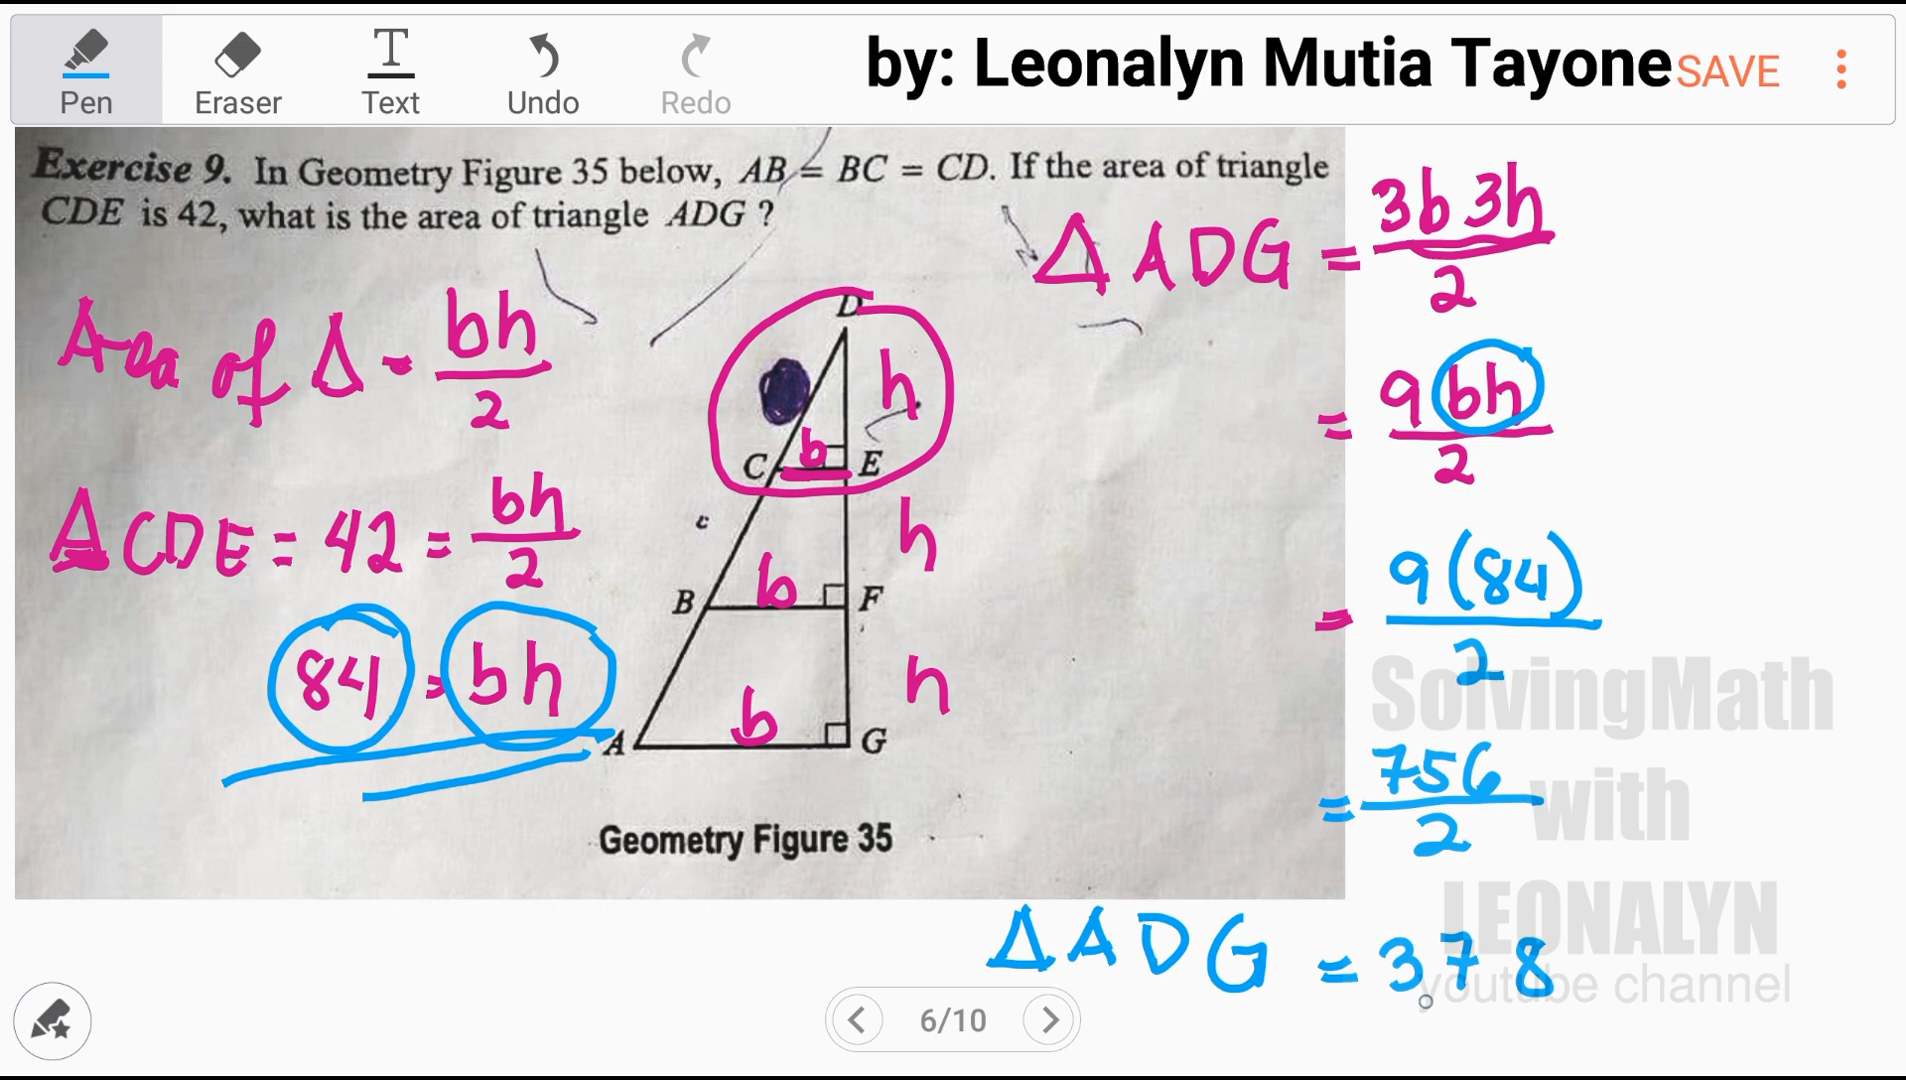 Pen
Eraser
Text
Undo
Redo
by: Leonalyn Mutia Tayone
SAVE
Exercise 9. In Geometry Figure 35 below, AB = BC = CD. If the area of triangle
CDE is 42, what is the area of triangle ADG ?
Area of Δ = bh/2
Δ CDE = 42 = bh/2
84 = bh
D
h
b
C
E
c
h
b
B
F
h
b
A
G
Geometry Figure 35
Δ ADG = 3b 3h/2
= 9bh/2
= 9(84)/2
= 756/2
Δ ADG = 378
SolvingMath
with
LEONALYN
youtube channel
6/10